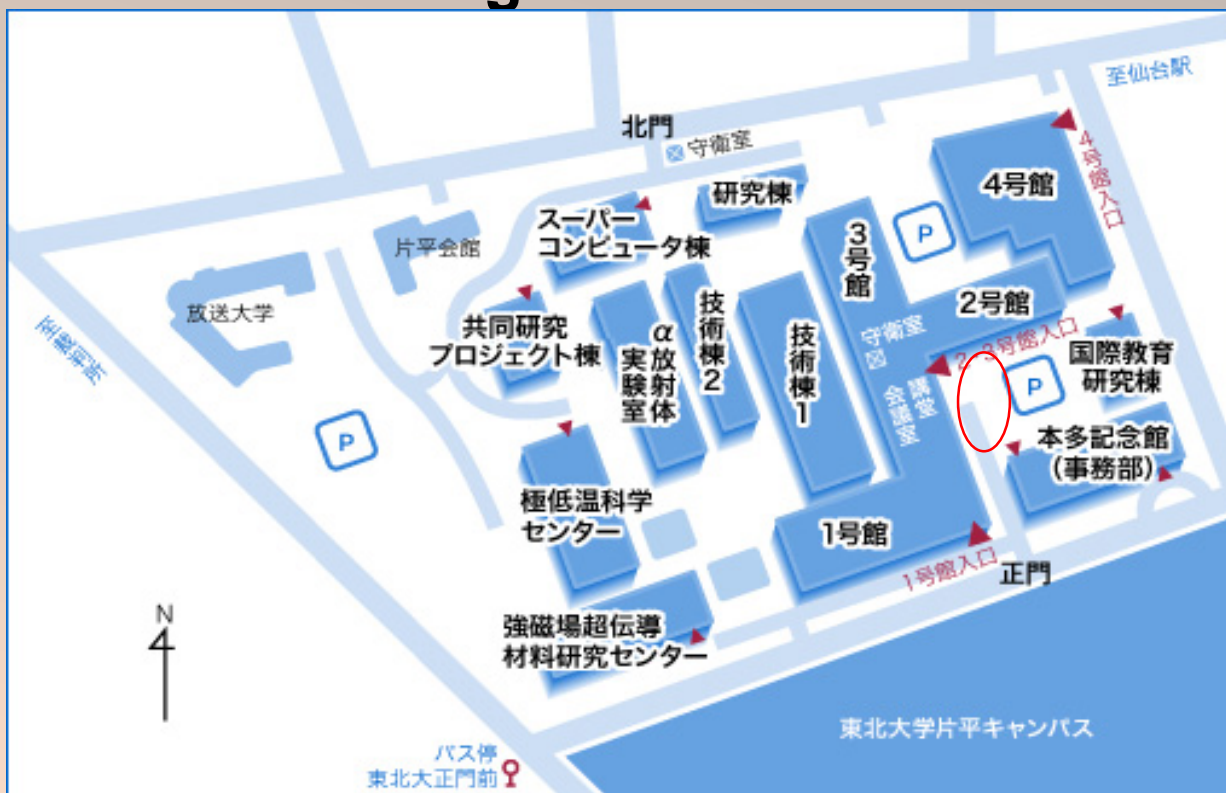 g
至仙台駅
北門
守衛室
4号館入口
研究棟
4号館
スーパー
コンピュータ棟
P
3号館
片平会館
放送大学
2号館
技術棟2
共同研究
プロジェクト棟
α放射体
実験室
技術棟1
守衛室
2・3号館入口
国際教育
研究棟
至裁判所
講堂
会議室
P
P
本多記念館
(事務部)
極低温科学
センター
1号館
1号館入口
正門
N
強磁場超伝導
材料研究センター
東北大学片平キャンパス
バス停
東北大正門前